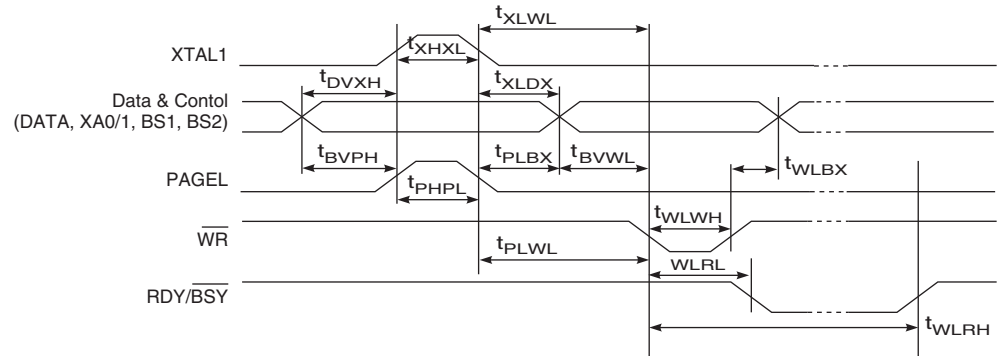 tXLWL
XTAL1
tXHXL
tDVXH
tXLDX
Data & Contol
(DATA, XA0/1, BS1, BS2)
tBVPH
tPLBX
tBVWL
tWLBX
PAGEL
tPHPL
tWLWH
WR
tPLWL
WLRL
RDY/BSY
tWLRH